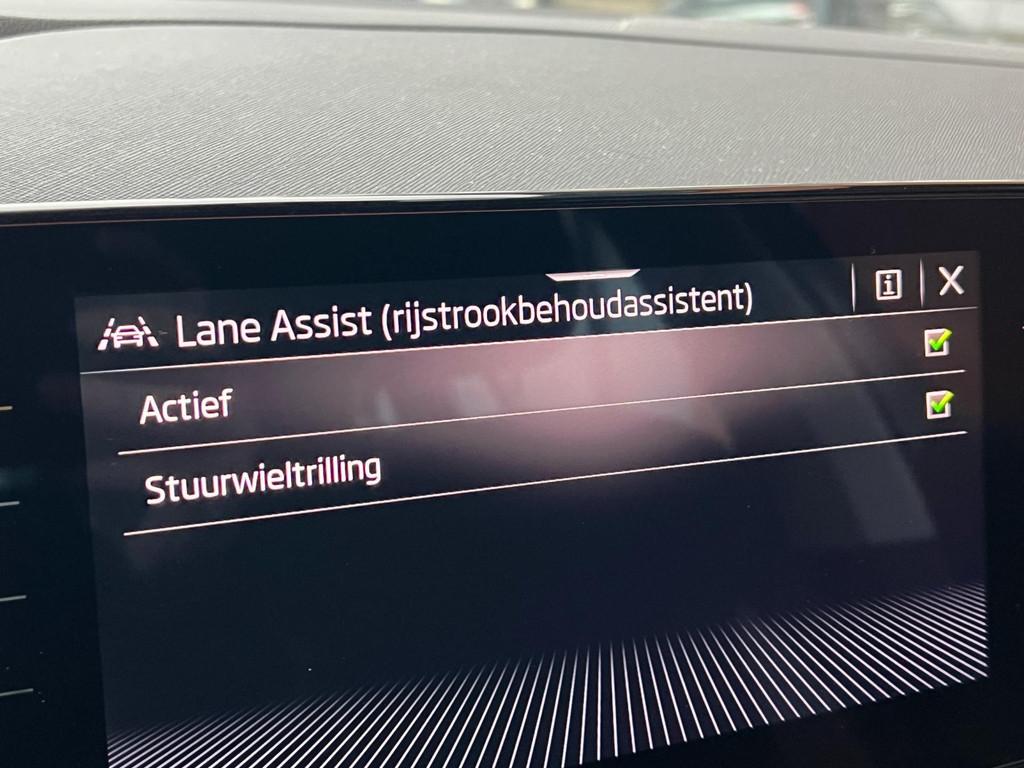 Lane Assist (rijstrookbehoudassistent)
Actief
Stuurwieltrilling